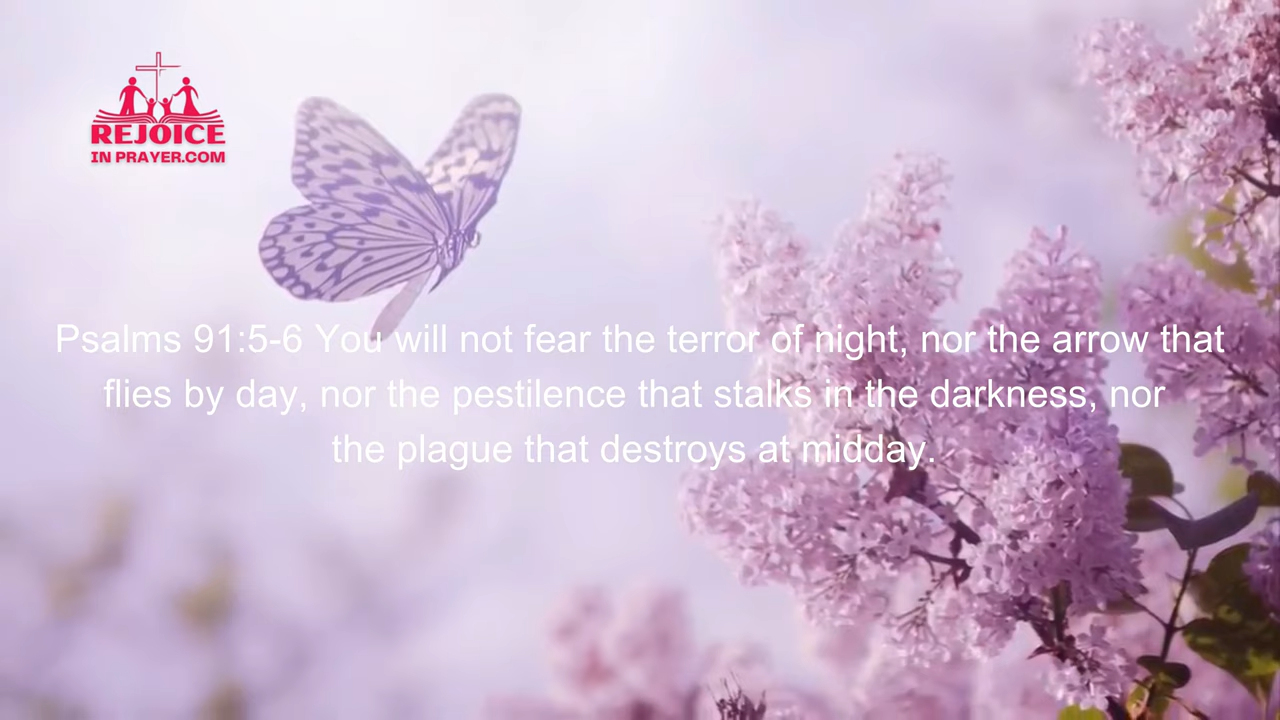 REJOICE
IN PRAYER.COM
Psalms 91:5-6 You will not fear the terror of night, nor the arrow that
flies by day, nor the pestilence that stalks in the darkness, nor
the plague that destroys at midday.